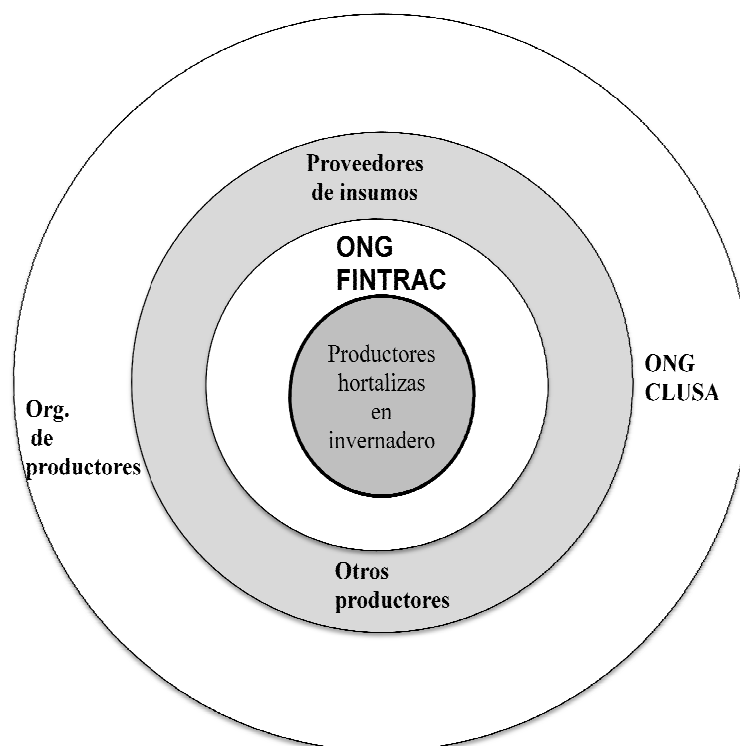 Proveedores
de insumos
ONG
FINTRAC
Productores
hortalizas
en
invernadero
ONG
CLUSA
Org.
de
productores
Otros
productores